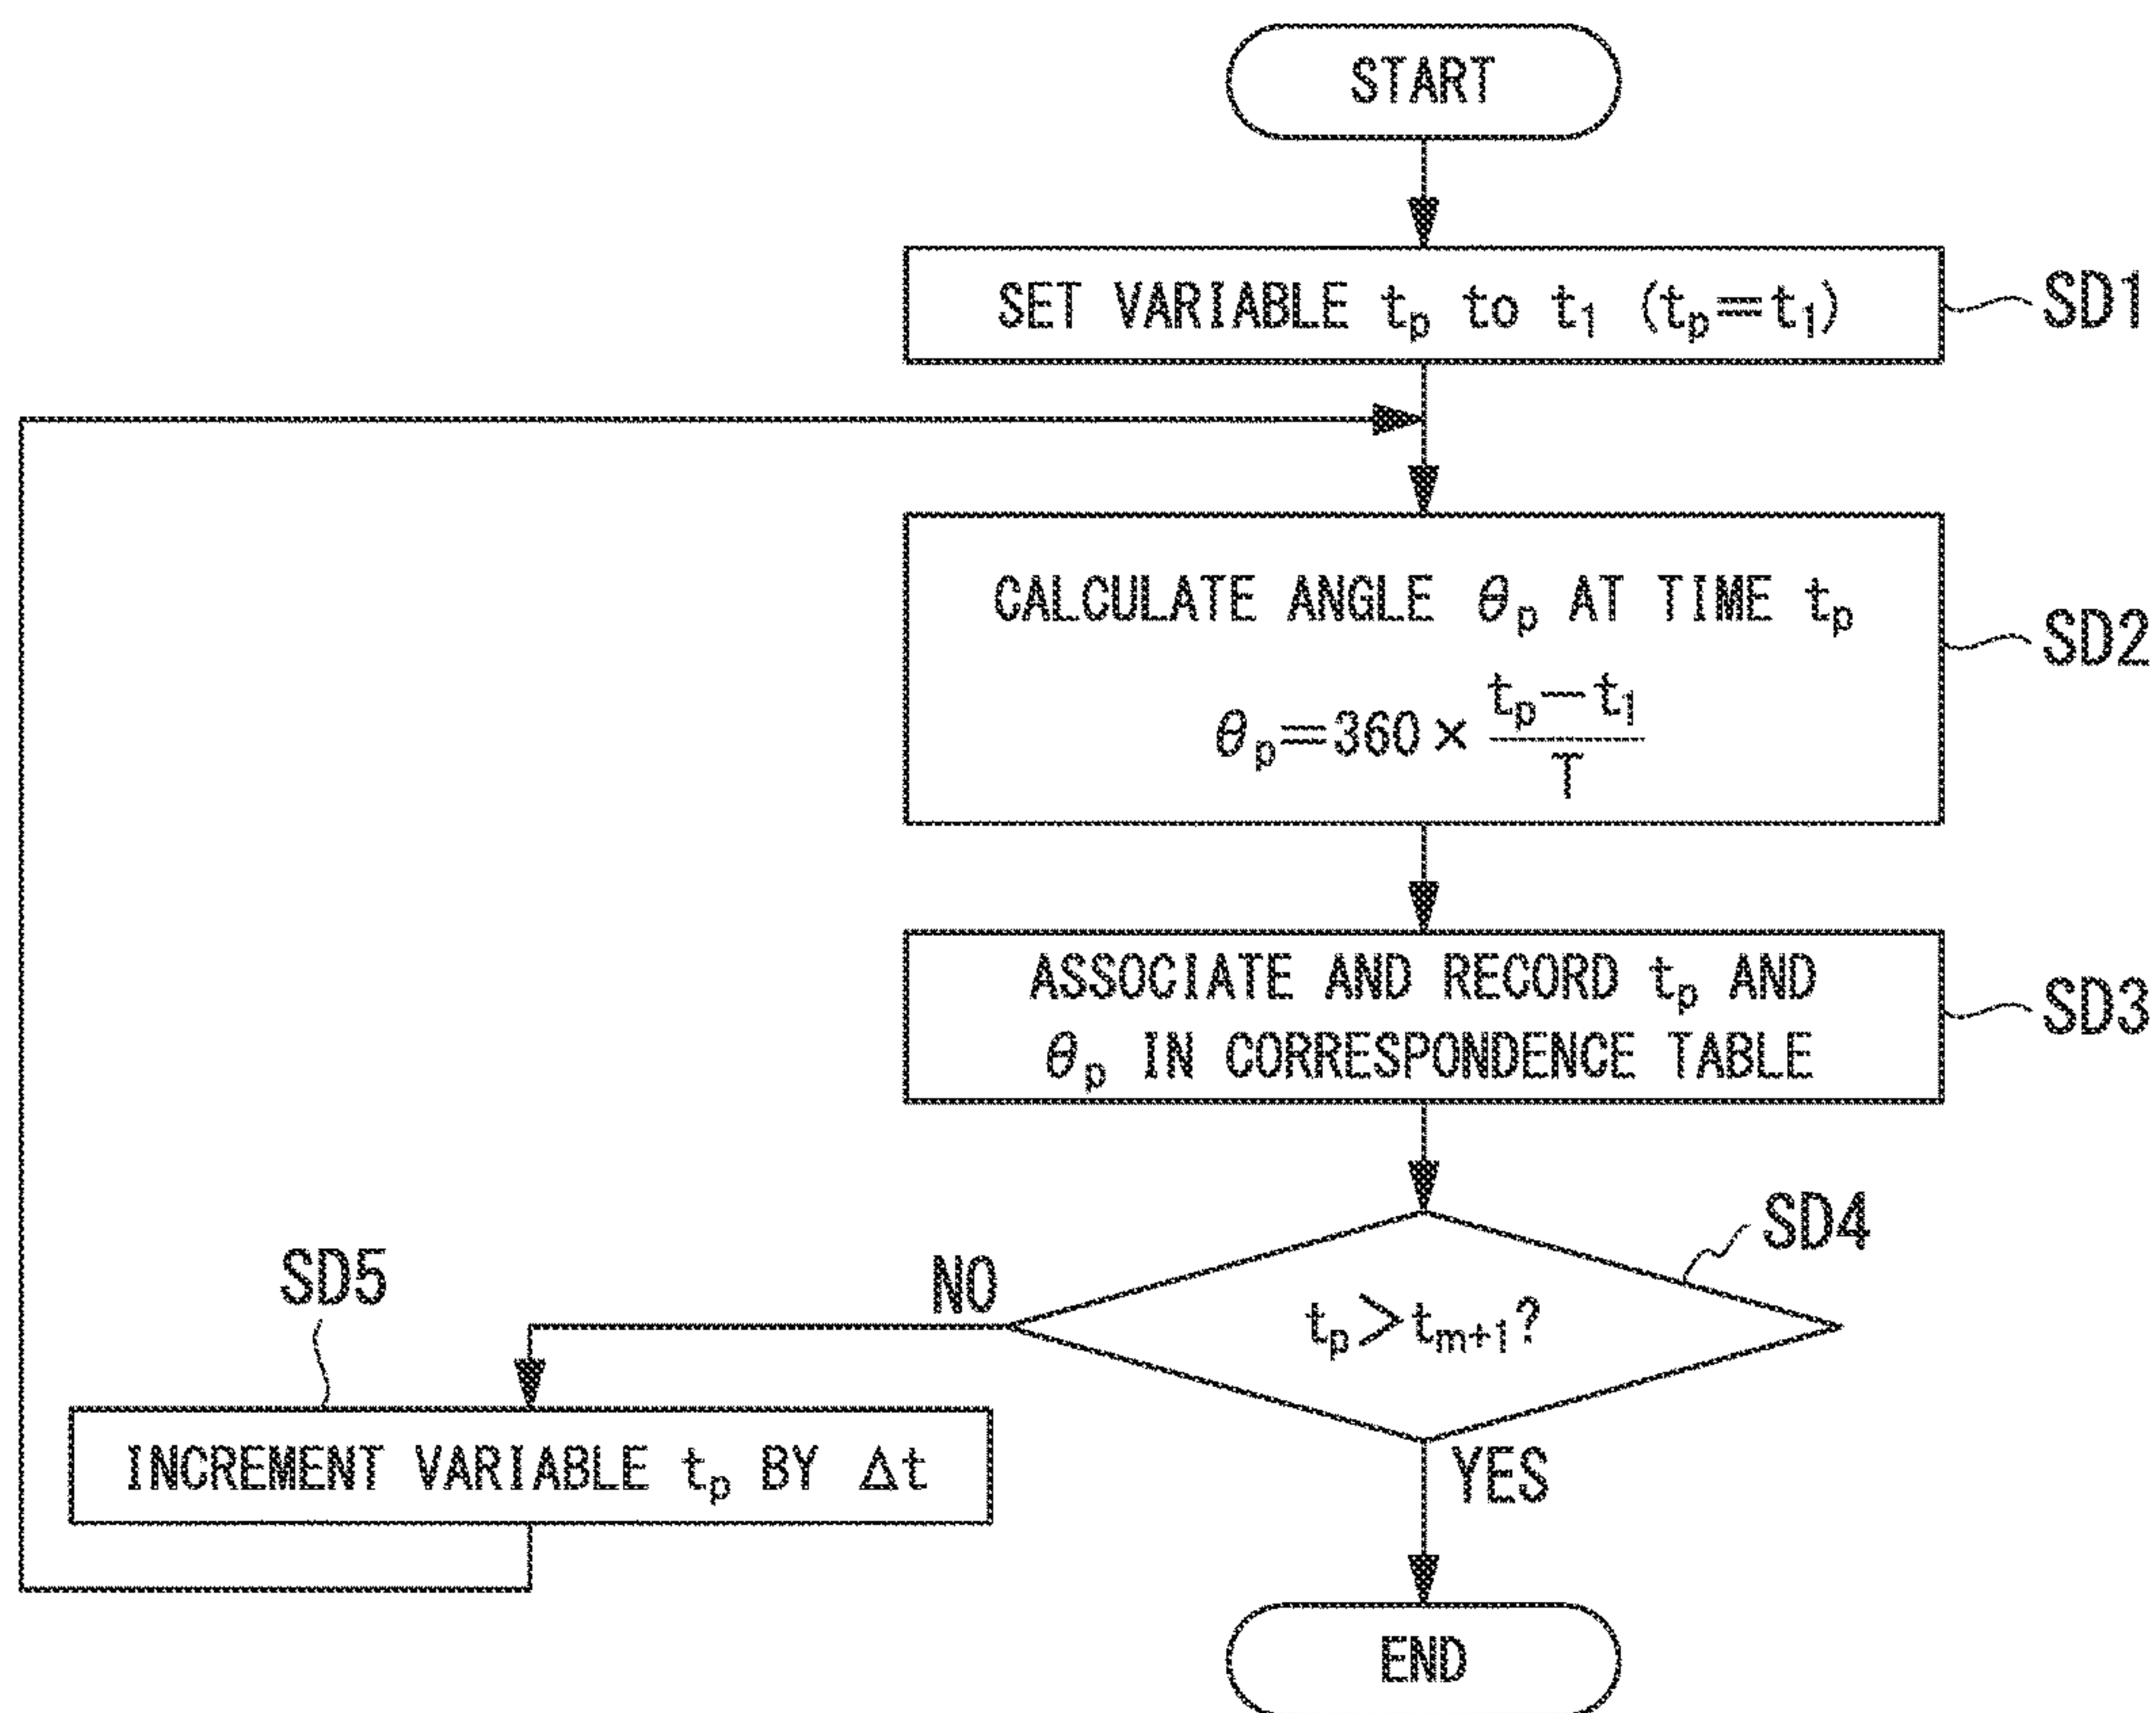 START
SET VARIABLE tp to t1 (tp=t1)
SD1
CALCULATE ANGLE θp AT TIME tp
θp=360× tp−t1/T
SD2
ASSOCIATE AND RECORD tp AND
θp IN CORRESPONDENCE TABLE
SD3
tp>tm+1?
SD4
NO
YES
SD5
INCREMENT VARIABLE tp BY Δt
END